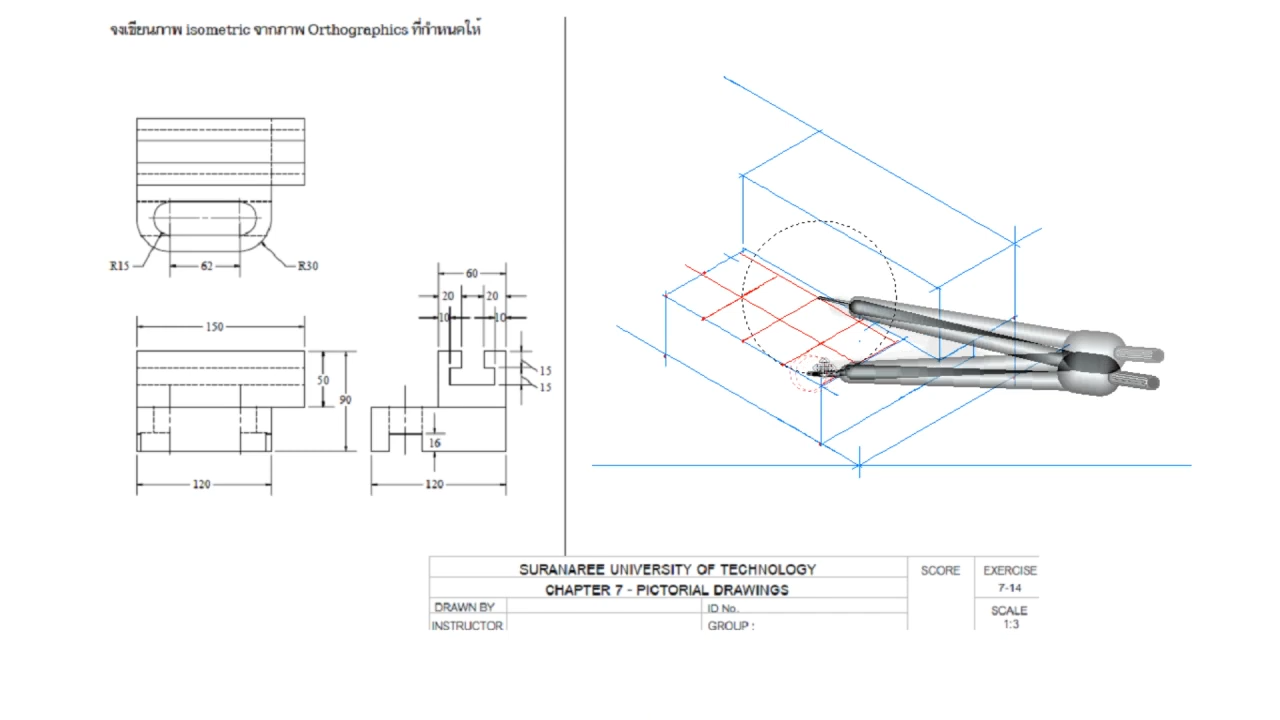 จงเขียนภาพ isometric จากภาพ Orthographics ที่กำหนดให้
R15
62
R30
60
20
20
10
10
150
50
90
15
15
16
120
120
SURANAREE UNIVERSITY OF TECHNOLOGY
SCORE
EXERCISE
CHAPTER 7 - PICTORIAL DRAWINGS
7-14
DRAWN BY
ID No.
SCALE
INSTRUCTOR
GROUP :
1:3